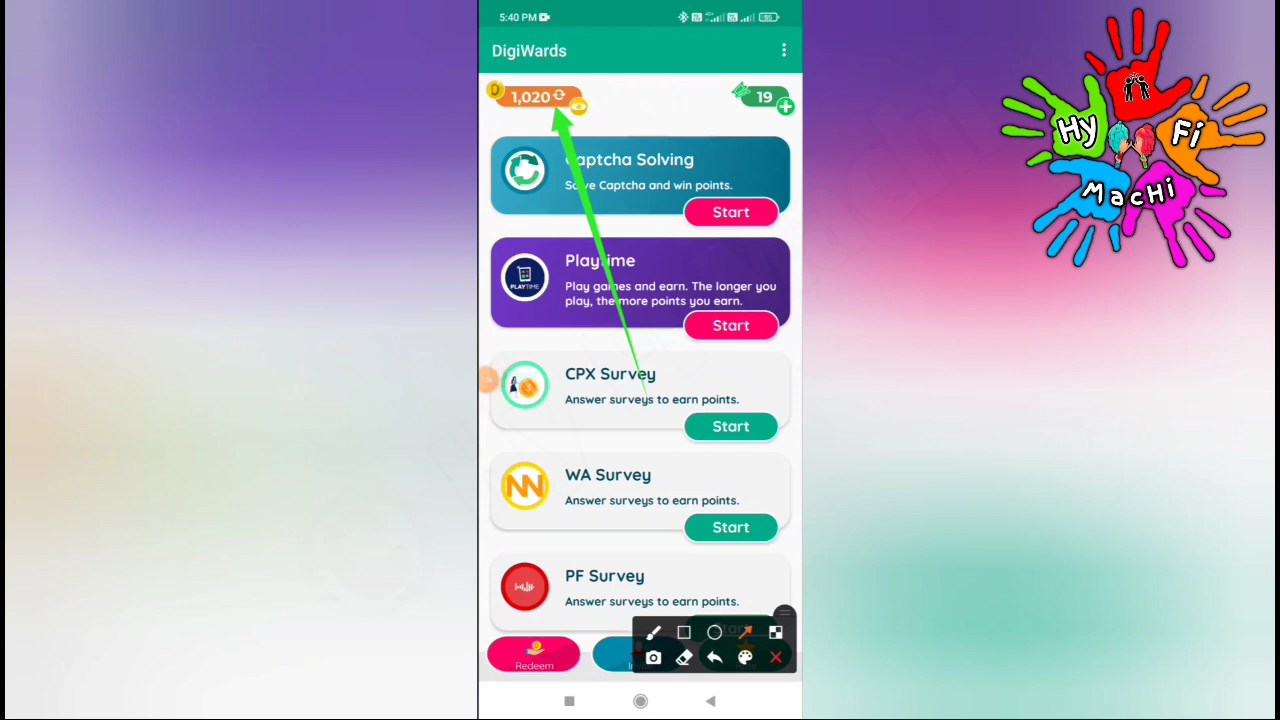 5:40 PM
DigiWards
1,020
19
Captcha Solving
Solve Captcha and win points.
Start
PLAYTIME
Playtime
Play games and earn. The longer you
play, the more points you earn.
Start
CPX Survey
Answer surveys to earn points.
Start
WA Survey
Answer surveys to earn points.
Start
PF Survey
Answer surveys to earn points.
Start
Redeem
Hy
Fi
MacHi